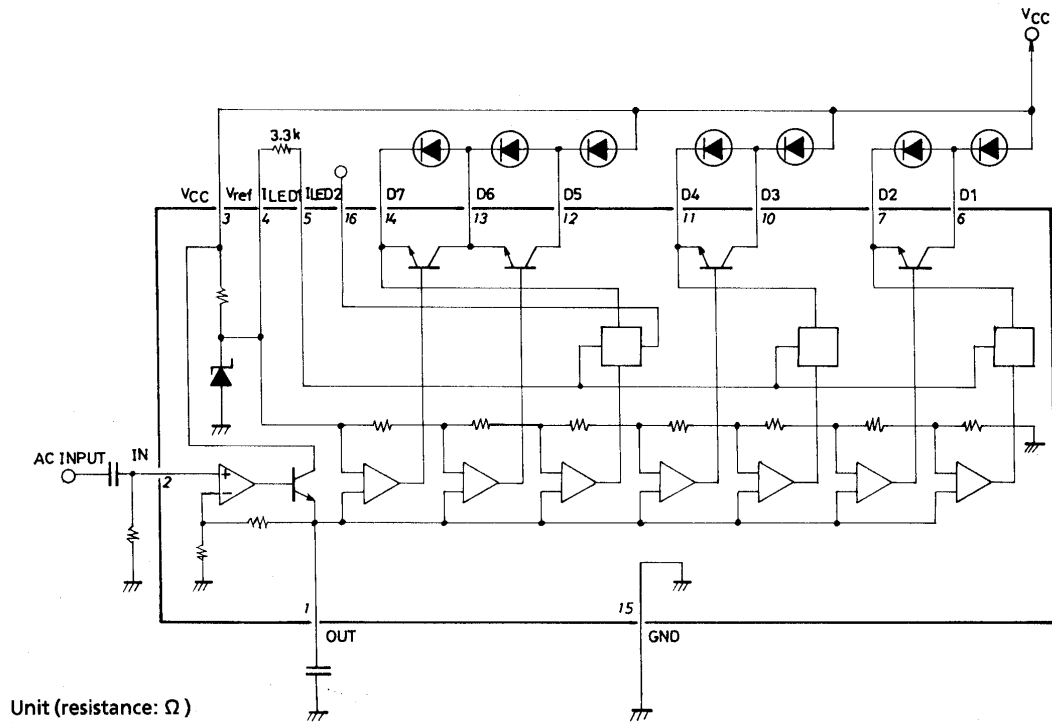 VCC
3.3k
VCC Vref ILED1 ILED2 D7 D6 D5 D4 D3 D2 D1
3 4 5 16 14 13 12 11 10 7 6
AC INPUT IN
2
+
−
1 15
OUT GND
Unit (resistance: Ω)